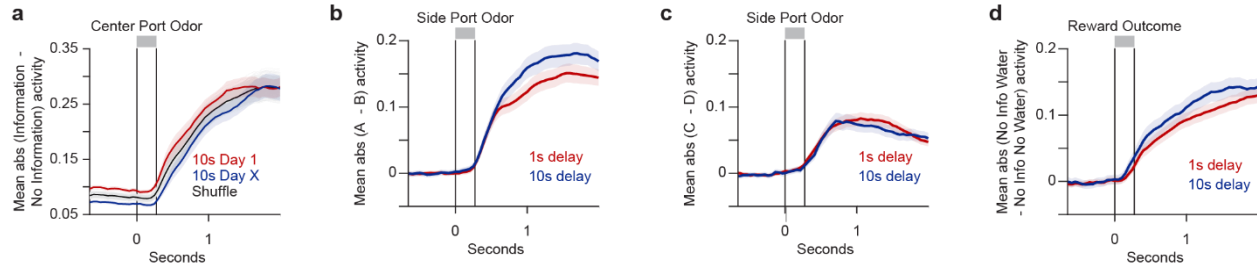 a
Center Port Odor
Mean abs (Information -
No Information) activity
0.35
0.25
0.15
0.05
10s Day 1
10s Day X
Shuffle
0
1
Seconds
b
Side Port Odor
Mean abs (A - B) activity
0.2
0.1
0
1s delay
10s delay
0
1
Seconds
c
Side Port Odor
Mean abs (C - D) activity
0.2
0.1
0
1s delay
10s delay
0
1
Seconds
d
Reward Outcome
Mean abs (No Info Water
- No Info No Water) activity
0.2
0.1
0
1s delay
10s delay
0
1
Seconds